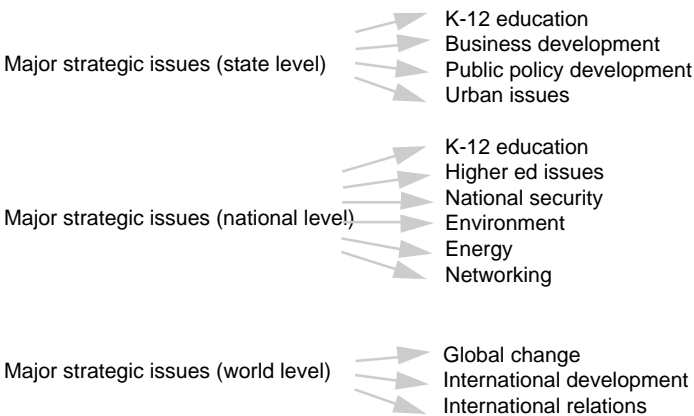 Major strategic issues (state level)
K-12 education
Business development
Public policy development
Urban issues
Major strategic issues (national level)
K-12 education
Higher ed issues
National security
Environment
Energy
Networking
Major strategic issues (world level)
Global change
International development
International relations